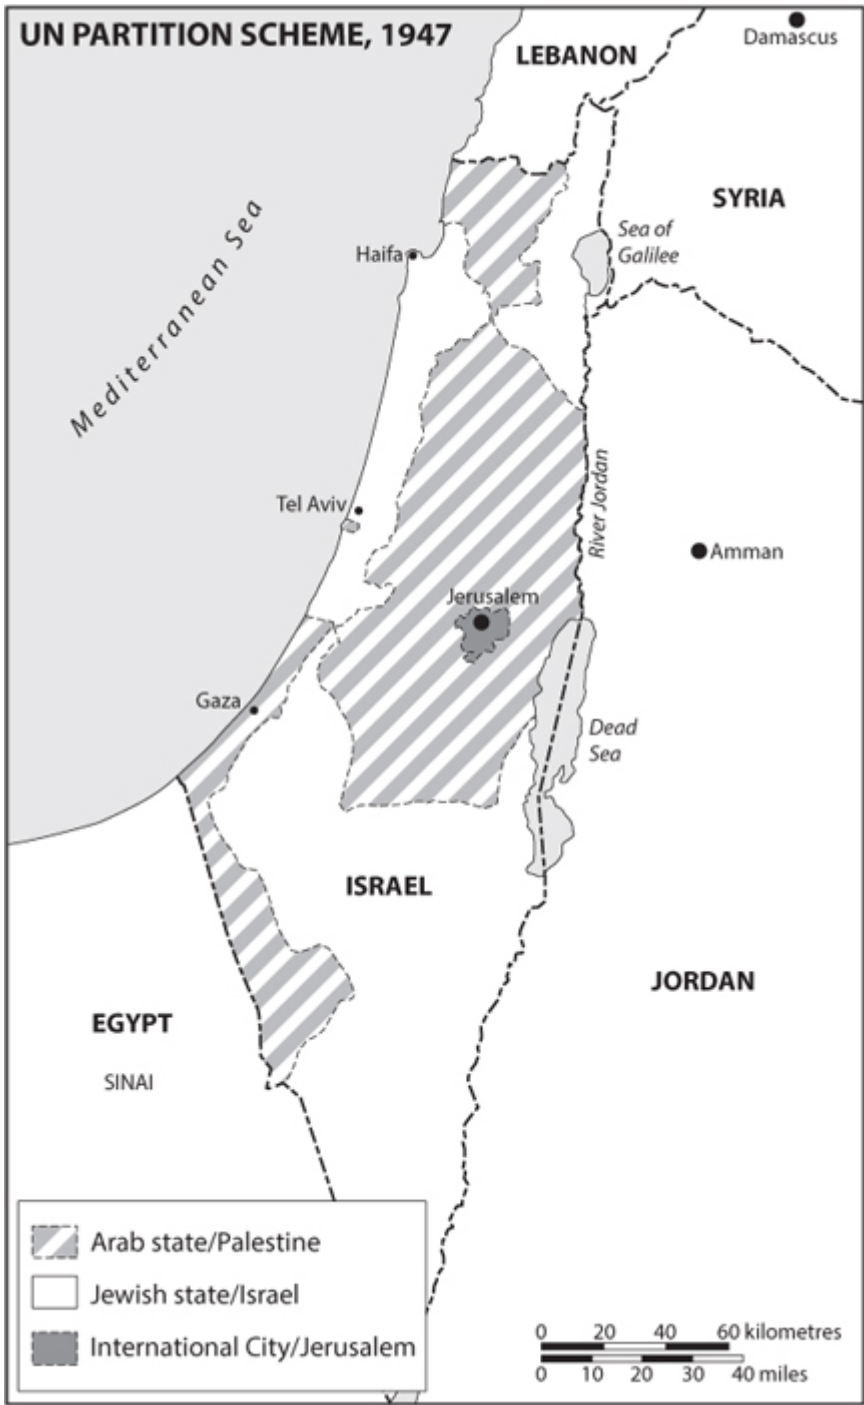 UN PARTITION SCHEME, 1947
Damascus
LEBANON
SYRIA
Mediterranean Sea
Sea of
Galilee
Haifa
River Jordan
Tel Aviv
Amman
Jerusalem
Gaza
Dead
Sea
ISRAEL
JORDAN
EGYPT
SINAI
Arab state/Palestine
Jewish state/Israel
International City/Jerusalem
0 20 40 60 kilometres
0 10 20 30 40 miles